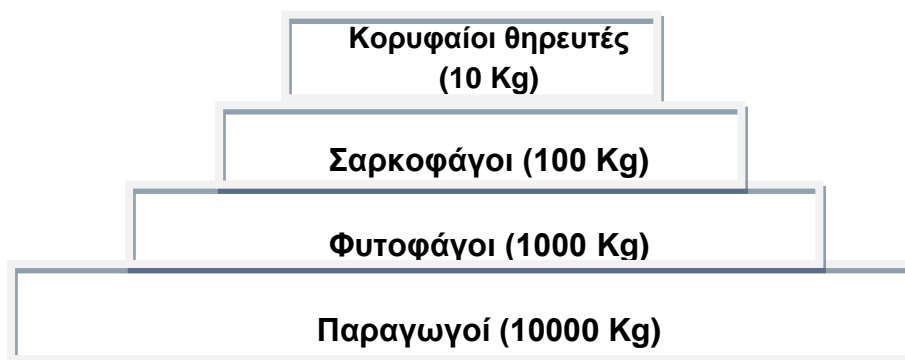 Κορυφαίοι θηρευτές
(10 Kg)
Σαρκοφάγοι (100 Kg)
Φυτοφάγοι (1000 Kg)
Παραγωγοί (10000 Kg)